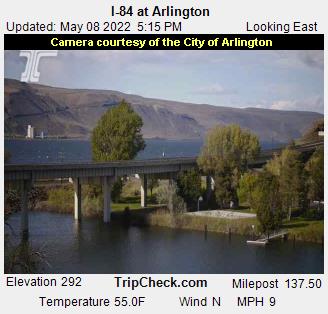 I-84 at Arlington
Updated: May 08 2022 5:15 PM Looking East
Camera courtesy of the City of Arlington
Elevation 292 TripCheck.com Milepost 137.50
Temperature 55.0F Wind N MPH 9